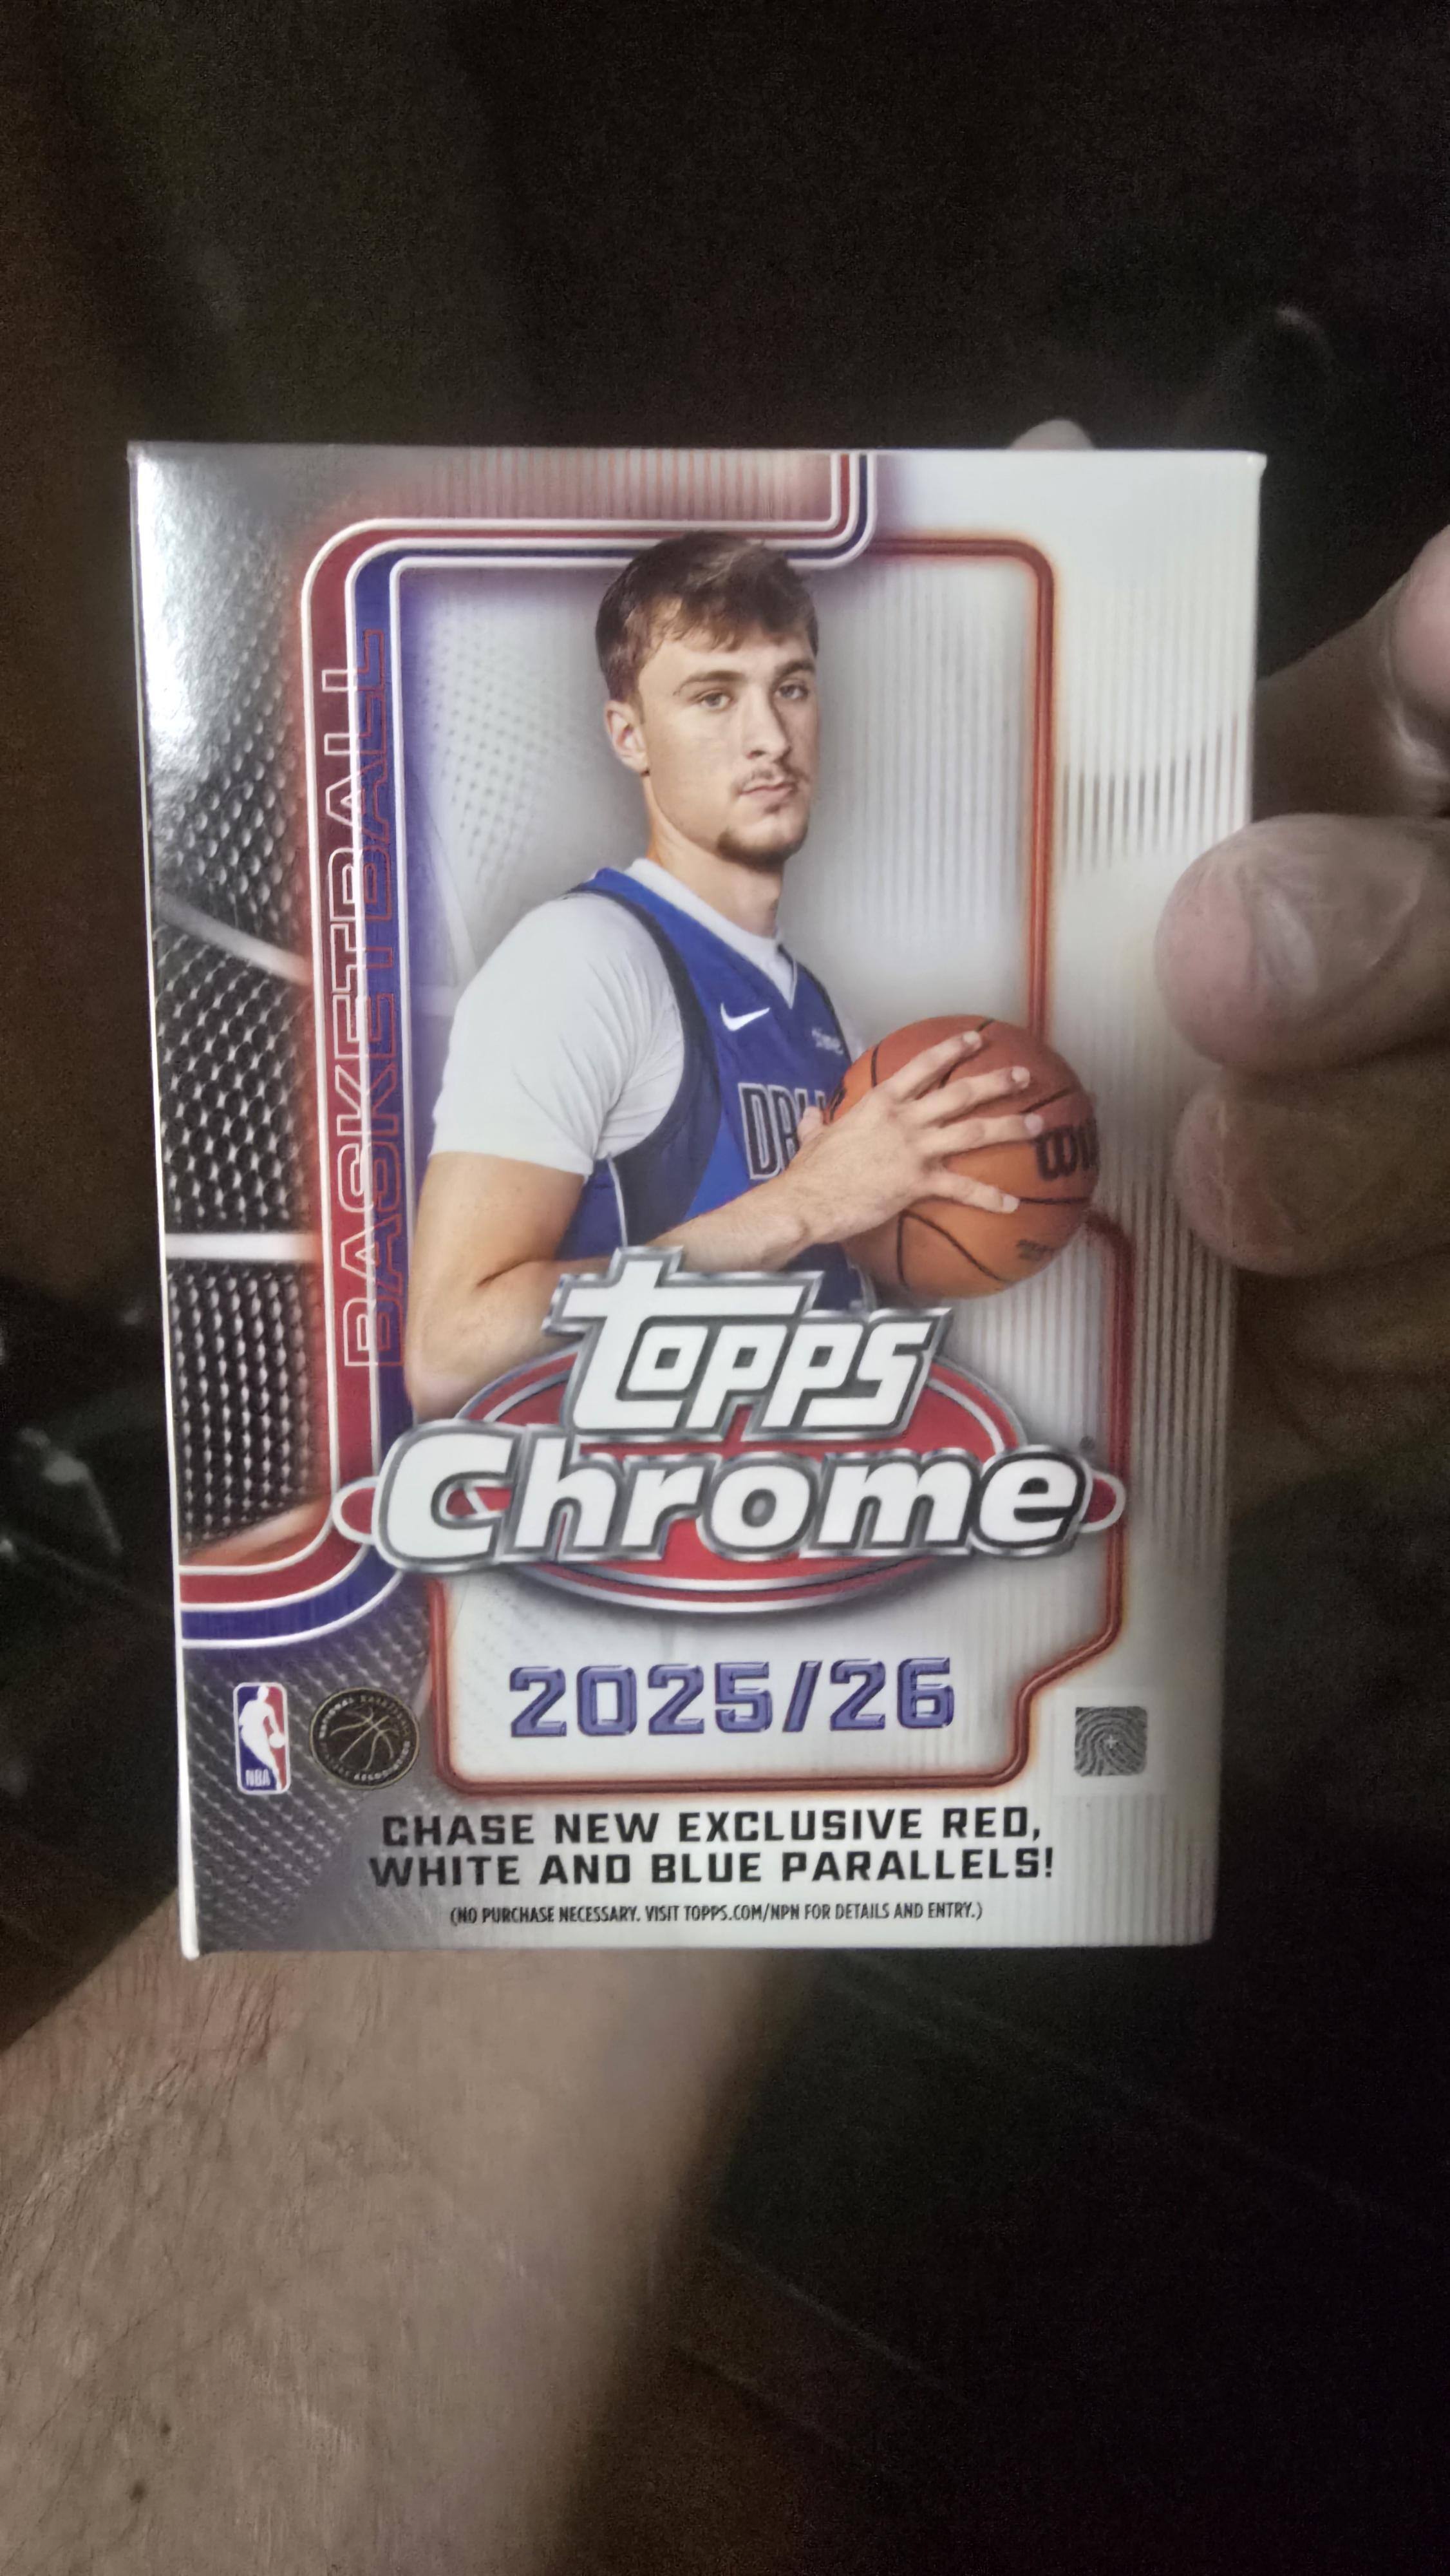 BASKETBALL
topps
Chrome
2025/26
NBA
CHASE NEW EXCLUSIVE RED,
WHITE AND BLUE PARALLELS!
(NO PURCHASE NECESSARY. VISIT TOPPS.COM/NPN FOR DETAILS AND ENTRY.)